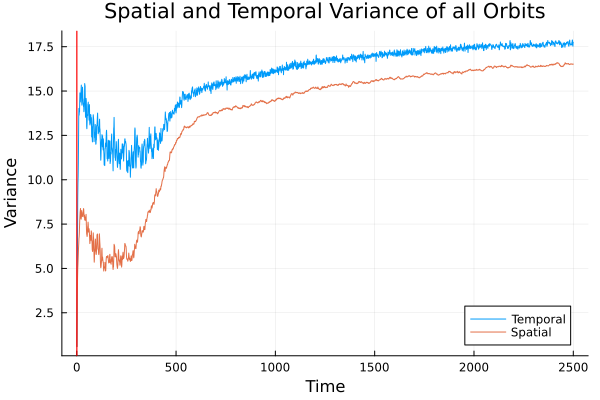 Spatial and Temporal Variance of all Orbits
17.5
15.0
12.5
10.0
7.5
5.0
2.5
Variance
Temporal
Spatial
0 500 1000 1500 2000 2500
Time